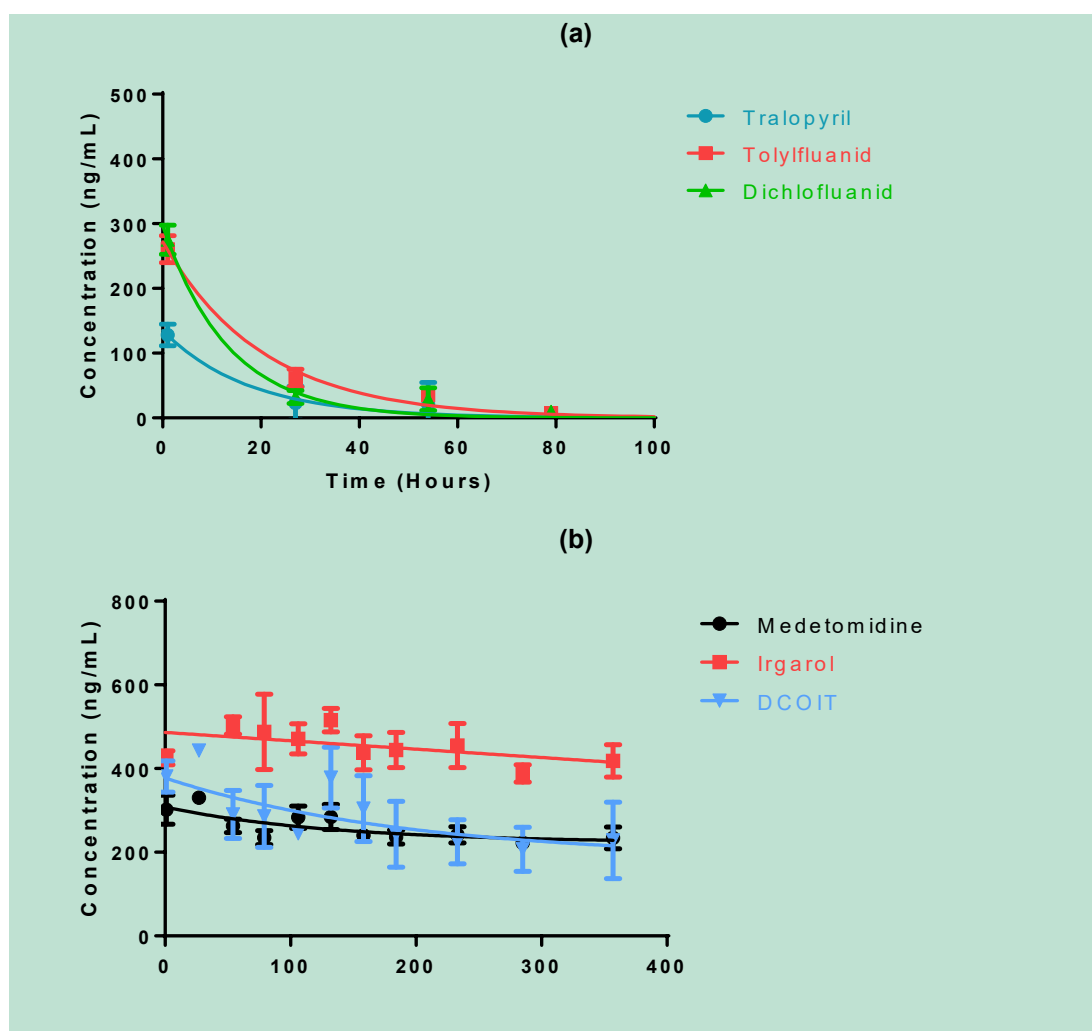 (a)
500
400
300
200
100
0
Concentration (ng/mL)
0 20 40 60 80 100
Time (Hours)
Tralopyril
Tolylfluanid
Dichlofluanid
(b)
800
600
400
200
0
Concentration (ng/mL)
0 100 200 300 400
Medetomidine
Irgarol
DCOIT